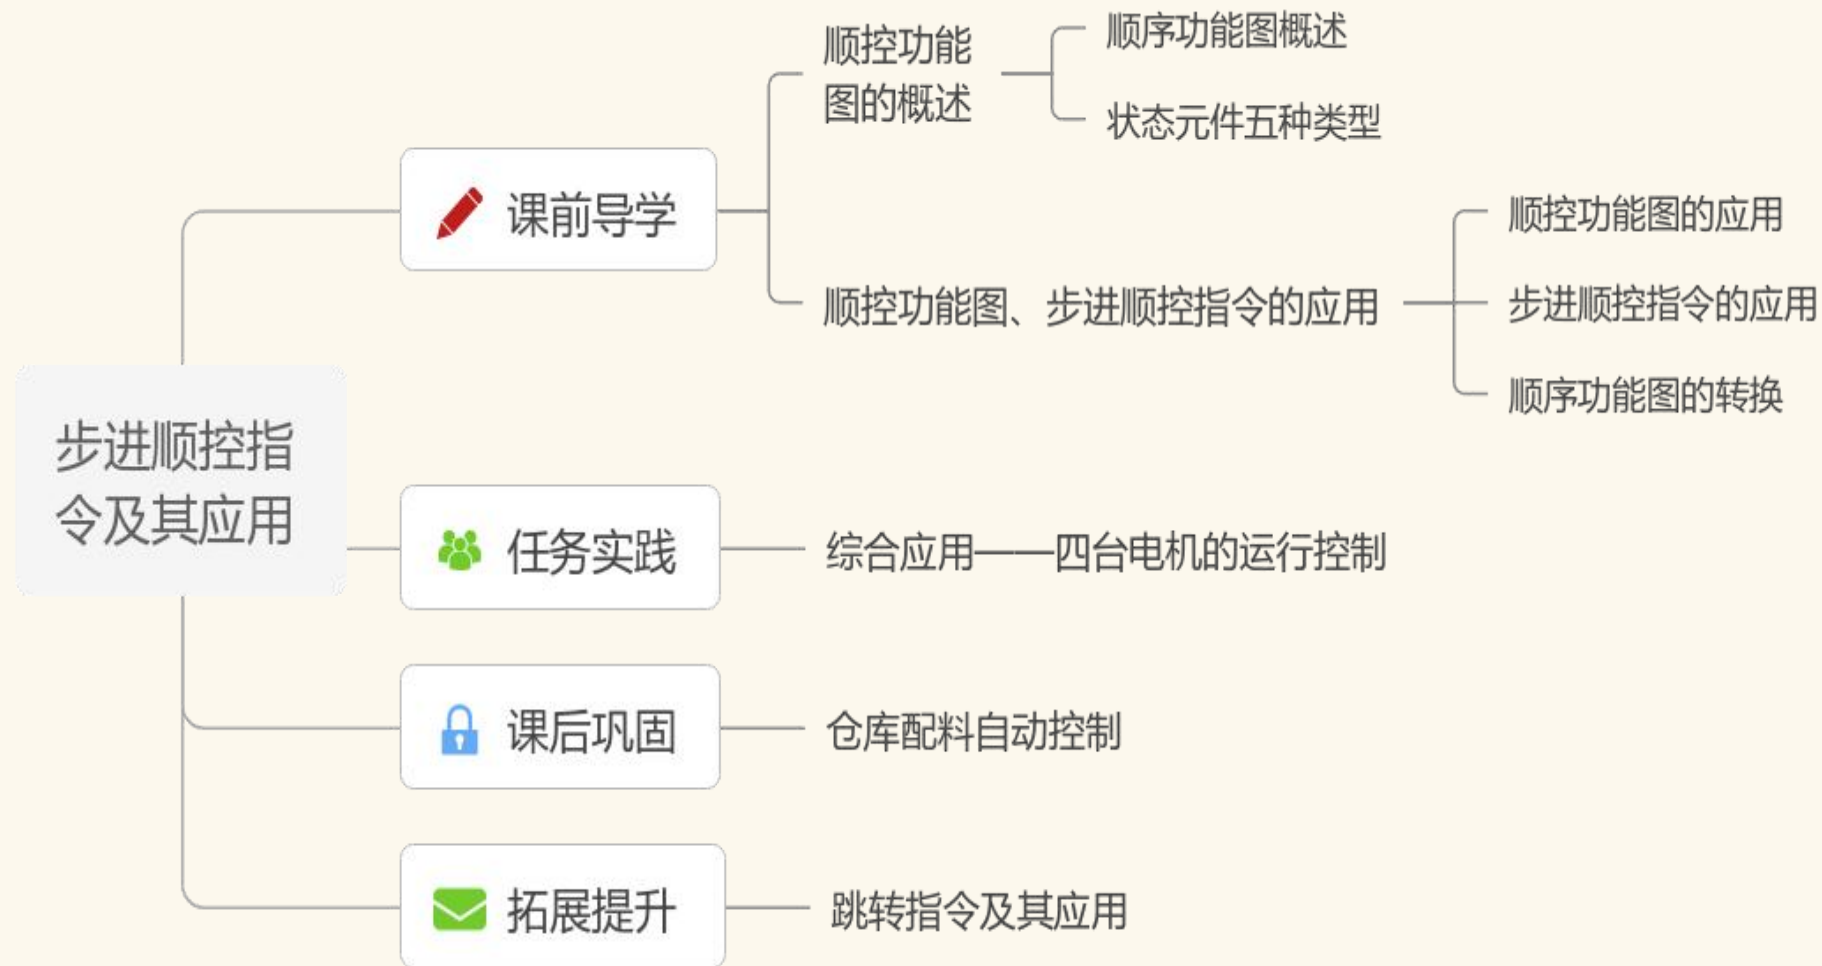 步进顺控指
令及其应用
课前导学
顺控功能
图的概述
顺序功能图概述
状态元件五种类型
顺控功能图、步进顺控指令的应用
顺控功能图的应用
步进顺控指令的应用
顺序功能图的转换
任务实践
综合应用——四台电机的运行控制
课后巩固
仓库配料自动控制
拓展提升
跳转指令及其应用